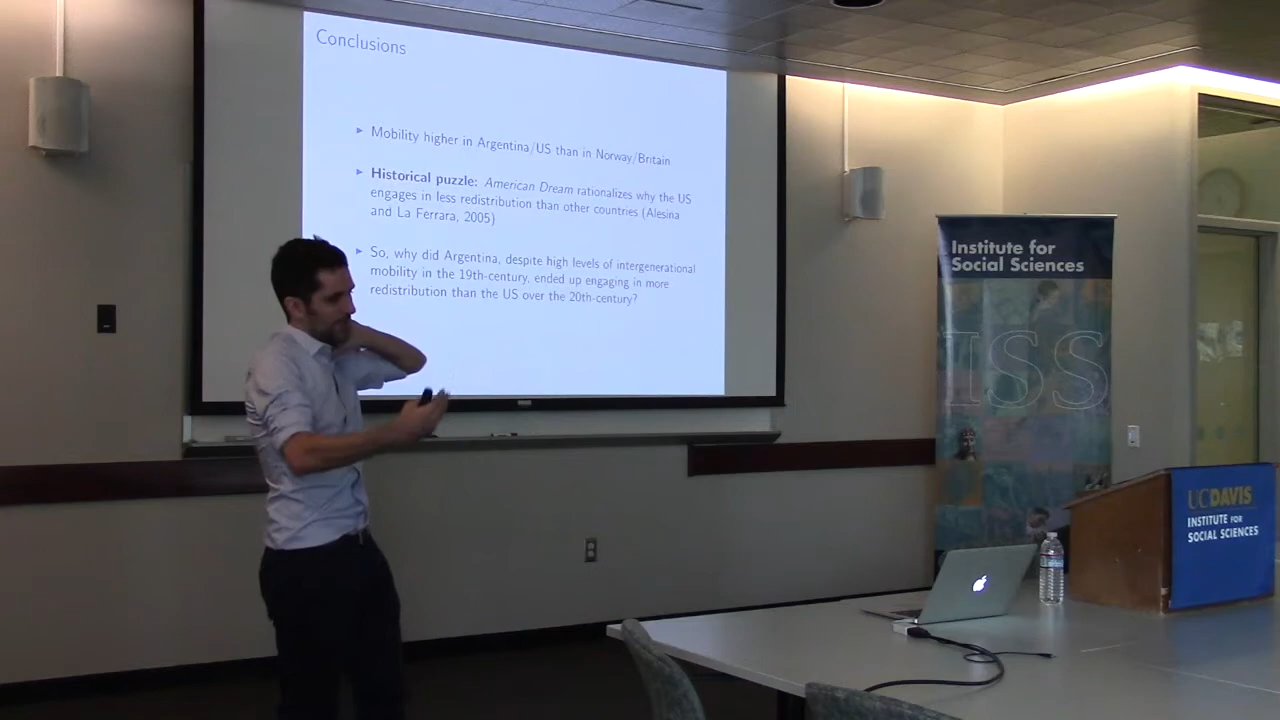 Conclusions
▶ Mobility higher in Argentina/US than in Norway/Britain
▶ Historical puzzle: American Dream rationalizes why the US
engages in less redistribution than other countries (Alesina
and La Ferrara, 2005)
▶ So, why did Argentina, despite high levels of intergenerational
mobility in the 19th-century, ended up engaging in more
redistribution than the US over the 20th-century?
Institute for
Social Sciences
ISS
UCDAVIS
INSTITUTE FOR
SOCIAL SCIENCES